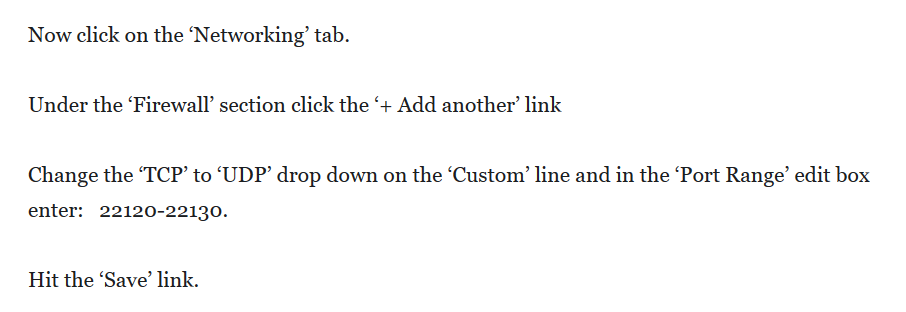 Now click on the ‘Networking’ tab.
Under the ‘Firewall’ section click the ‘+ Add another’ link
Change the ‘TCP’ to ‘UDP’ drop down on the ‘Custom’ line and in the ‘Port Range’ edit box
enter:   22120-22130.
Hit the ‘Save’ link.